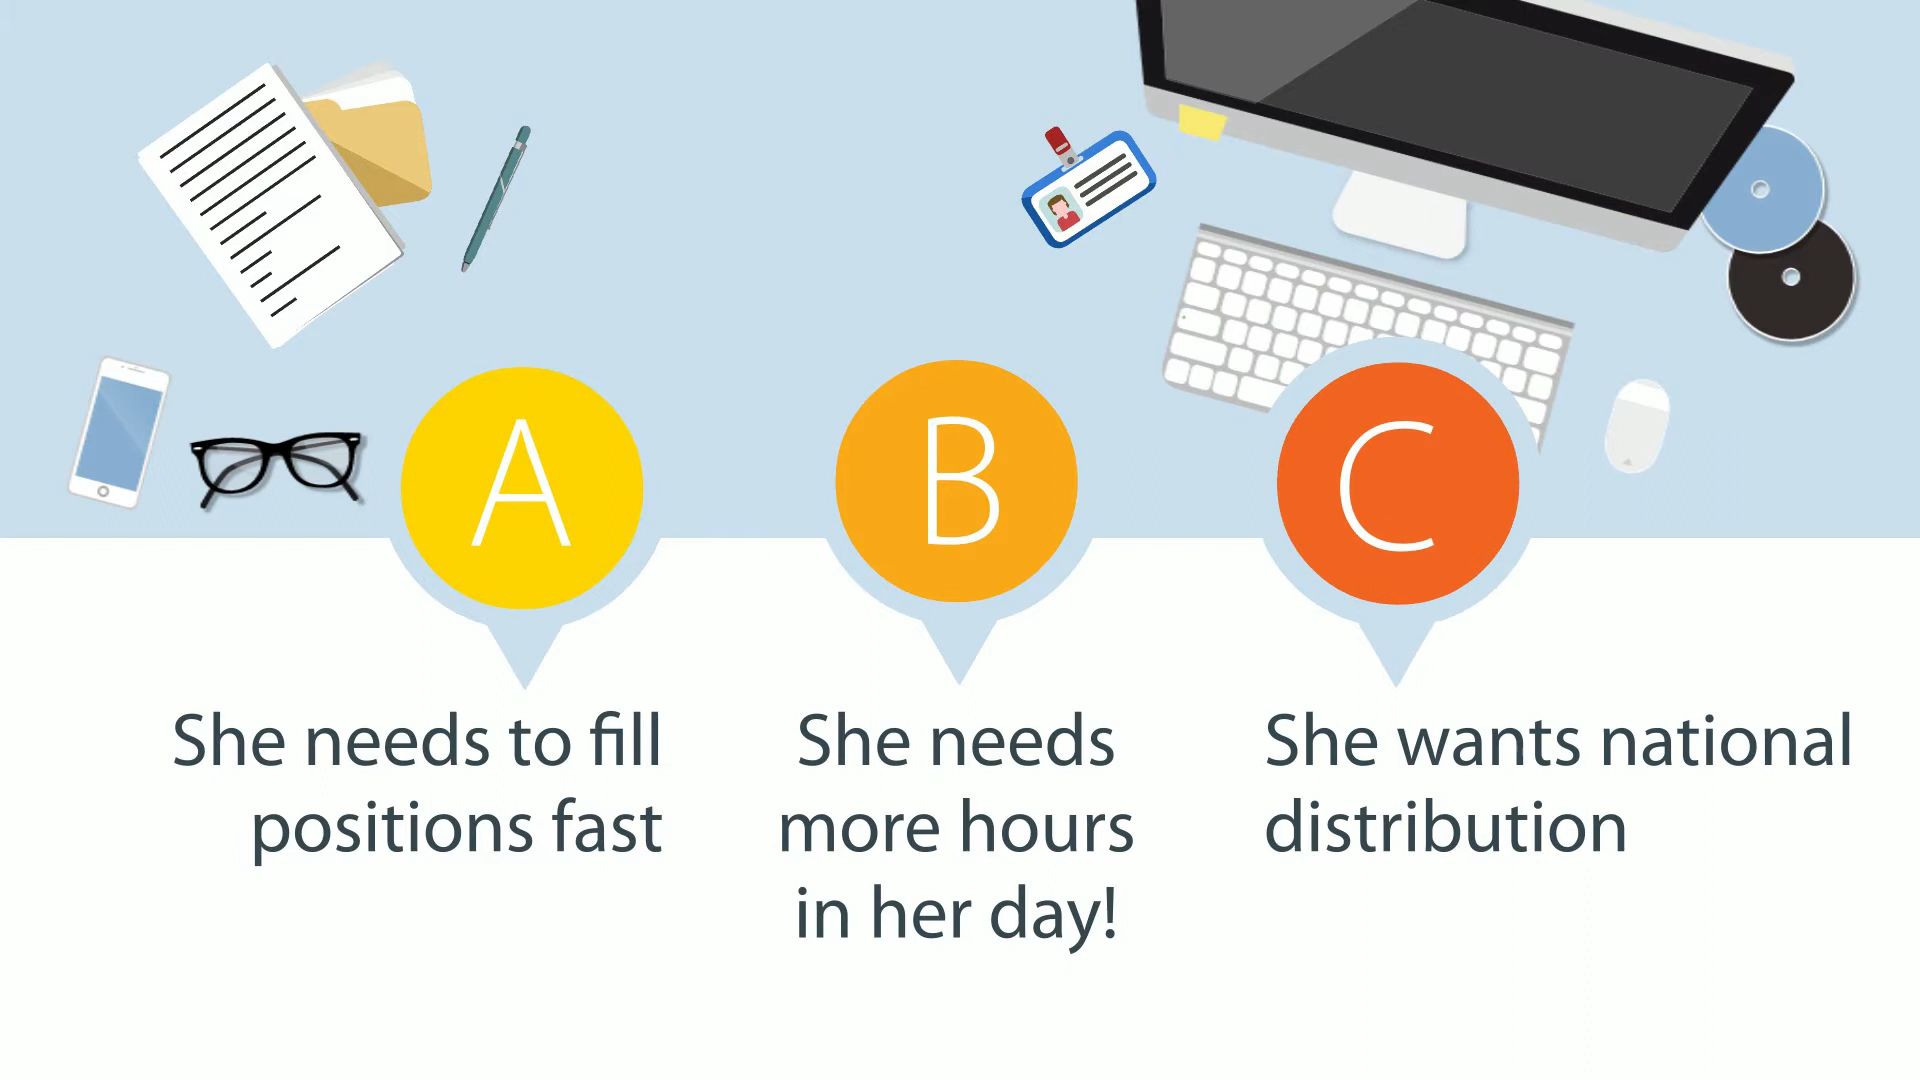 A
She needs to fill
positions fast
B
She needs
more hours
in her day!
C
She wants national
distribution